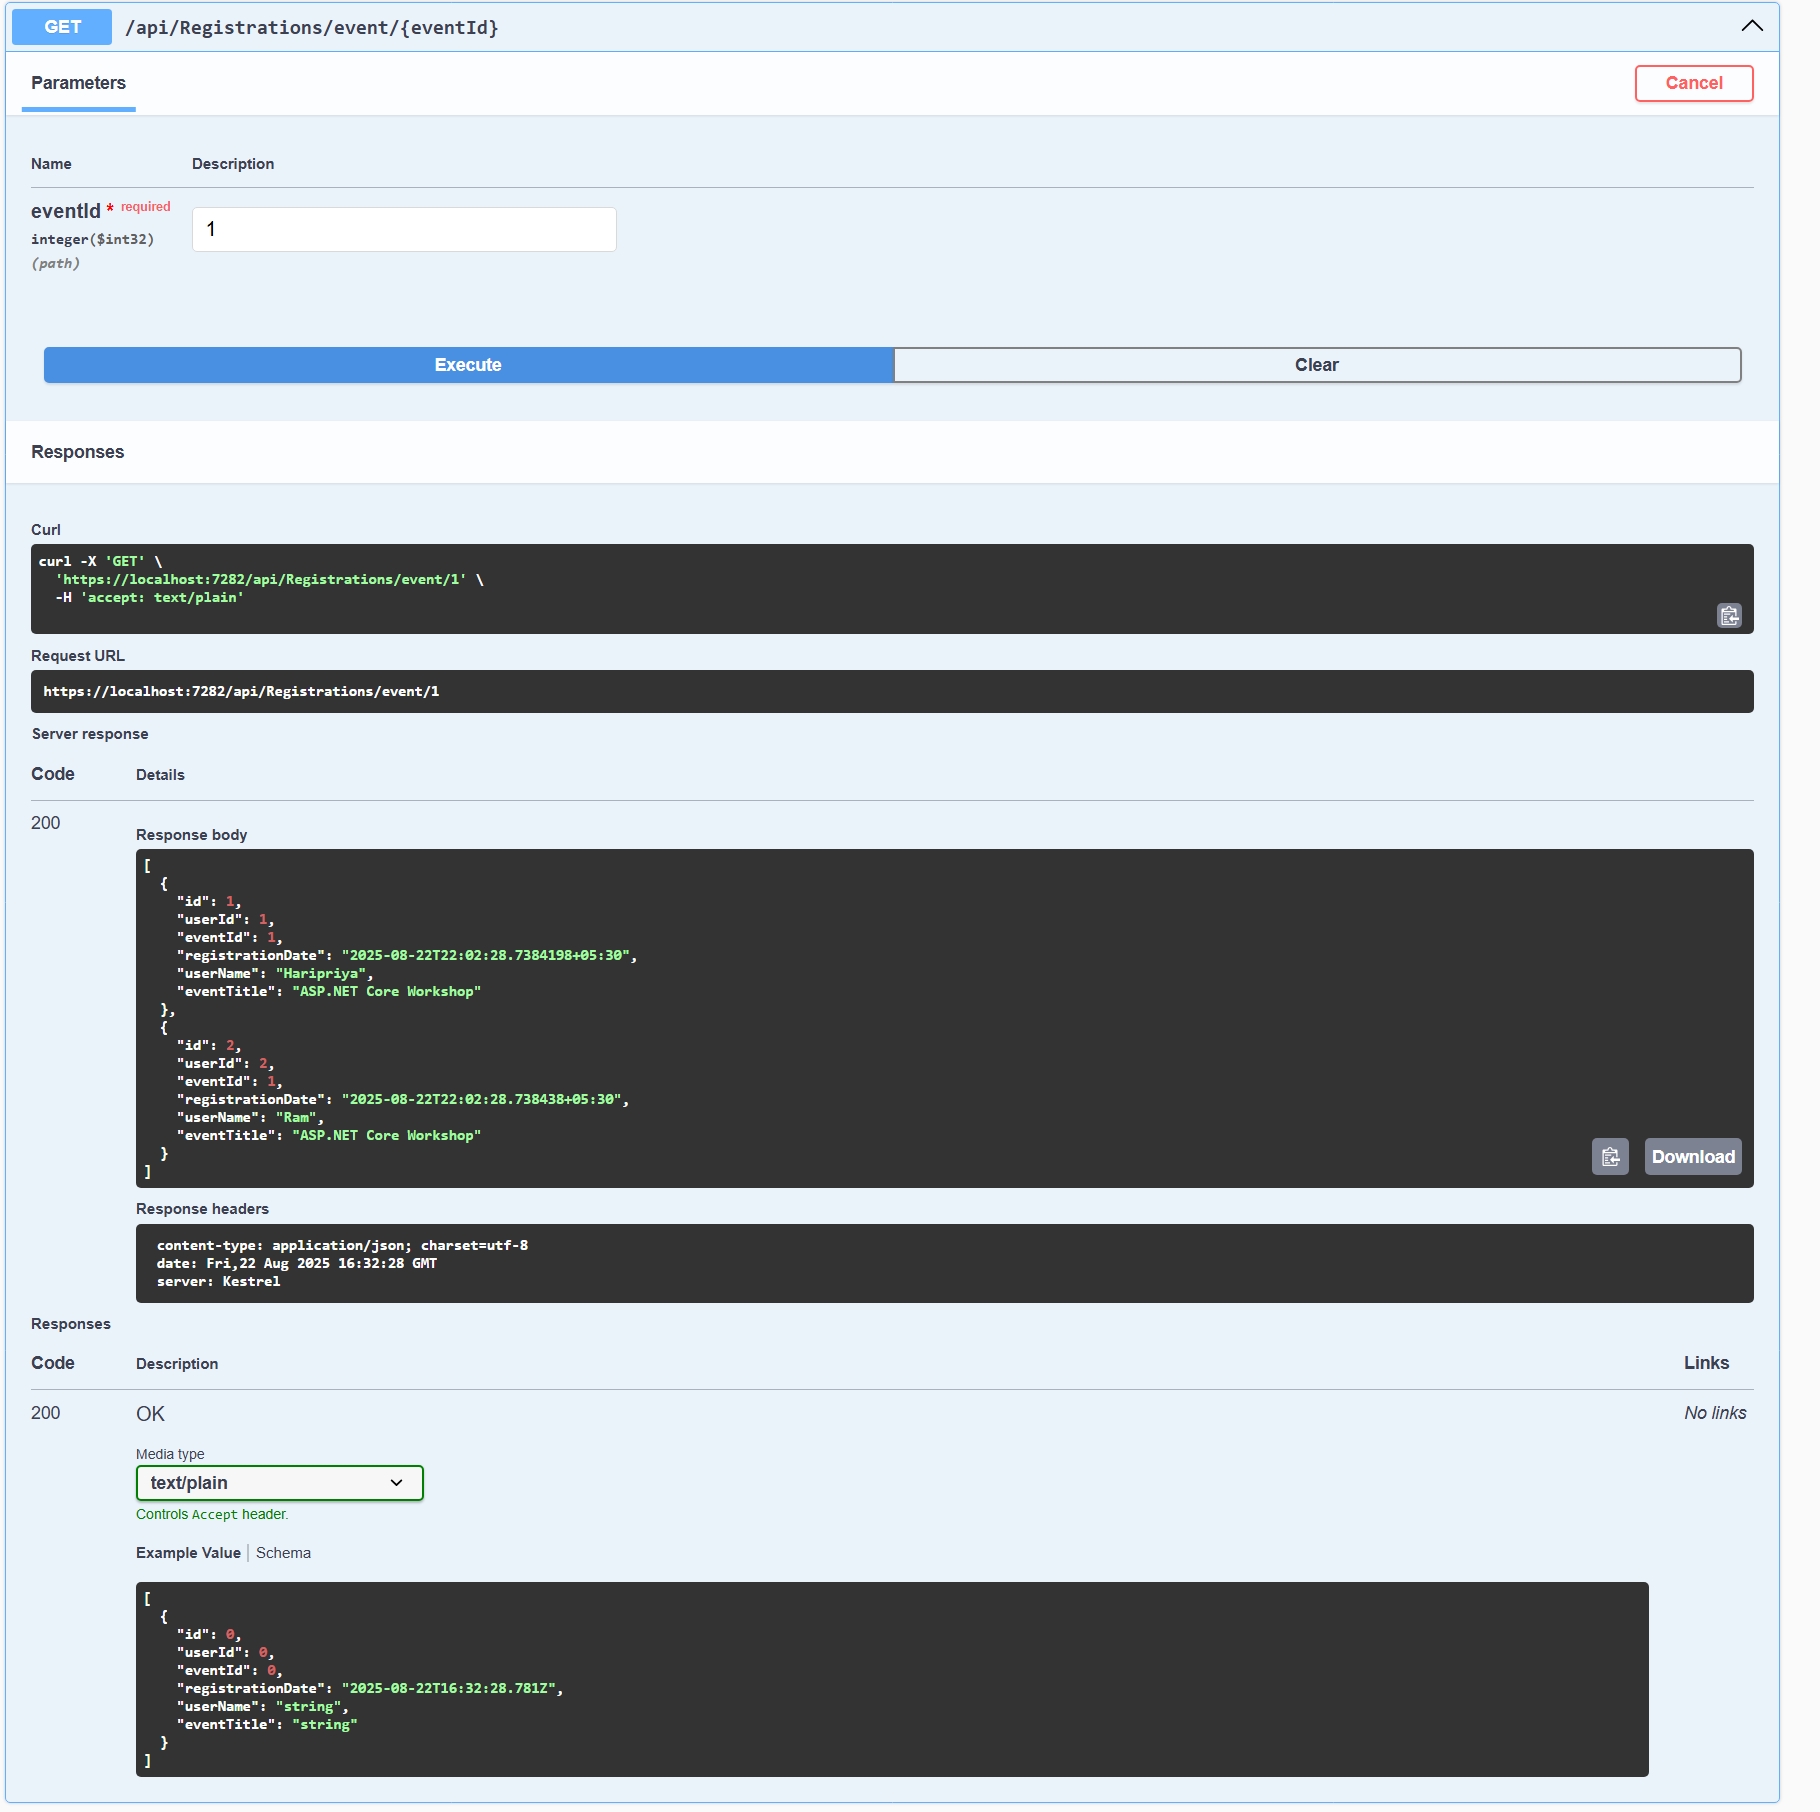 GET /api/Registrations/event/{eventId}
Parameters
Cancel
Name Description
eventId * required
integer($int32)
(path)
1
Execute Clear
Responses
Curl
curl -X 'GET' \
  'https://localhost:7282/api/Registrations/event/1' \
  -H 'accept: text/plain'
Request URL
https://localhost:7282/api/Registrations/event/1
Server response
Code Details
200
Response body
[
  {
    "id": 1,
    "userId": 1,
    "eventId": 1,
    "registrationDate": "2025-08-22T22:02:28.7384198+05:30",
    "userName": "Haripriya",
    "eventTitle": "ASP.NET Core Workshop"
  },
  {
    "id": 2,
    "userId": 2,
    "eventId": 1,
    "registrationDate": "2025-08-22T22:02:28.738438+05:30",
    "userName": "Ram",
    "eventTitle": "ASP.NET Core Workshop"
  }
]
Download
Response headers
content-type: application/json; charset=utf-8
date: Fri,22 Aug 2025 16:32:28 GMT
server: Kestrel
Responses
Code Description Links
200 OK No links
Media type
text/plain
Controls Accept header.
Example Value Schema
[
  {
    "id": 0,
    "userId": 0,
    "eventId": 0,
    "registrationDate": "2025-08-22T16:32:28.781Z",
    "userName": "string",
    "eventTitle": "string"
  }
]